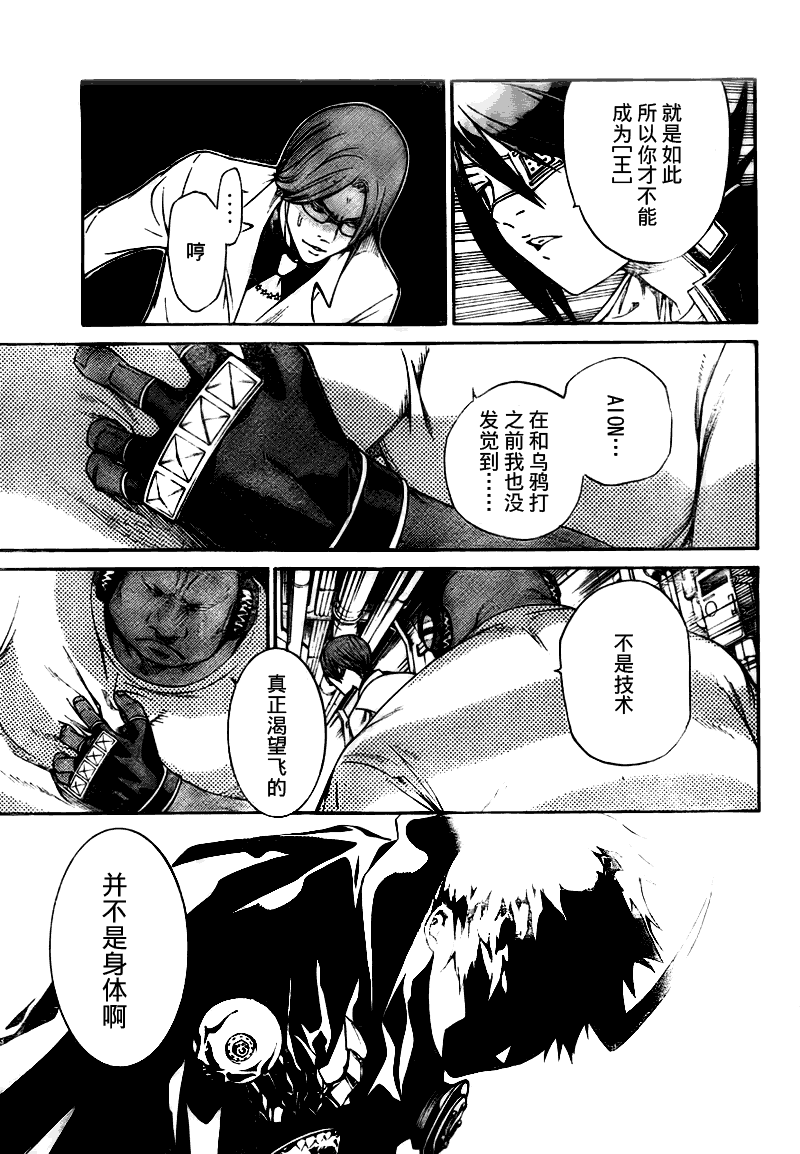 就是如此
所以你才不能
成为[王]
….
哼
AION…
在和乌鸦打
之前我也没
发觉到……
不是技术
真正渴望飞的
并不是身体啊